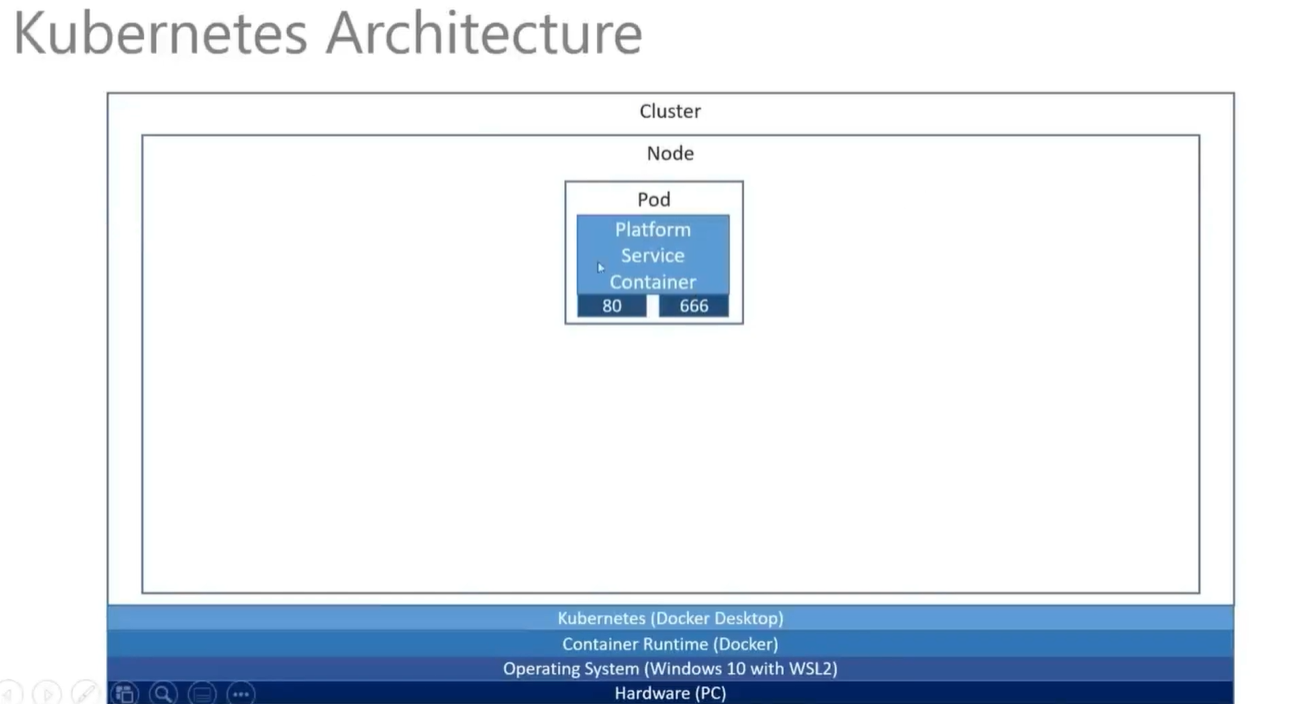 Kubernetes Architecture
Cluster
Node
Pod
Platform
Service
Container
80 666
Kubernetes (Docker Desktop)
Container Runtime (Docker)
Operating System (Windows 10 with WSL2)
Hardware (PC)